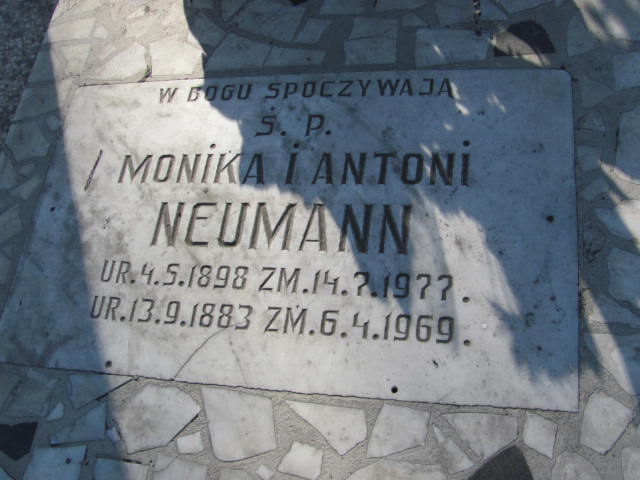 W BOGU SPOCZYWAJĄ
Ś. P.
MONIKA I ANTONI
NEUMANN
UR.4.5.1898 ZM.14.7.1977.
UR.13.9.1883 ZM.6.4.1969.